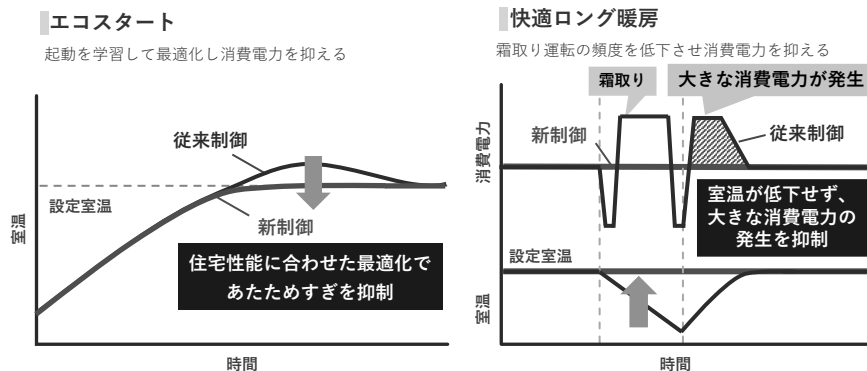 エコスタート
起動を学習して最適化し消費電力を抑える
従来制御
設定室温
新制御
住宅性能に合わせた最適化で
あたためすぎを抑制
室温
時間
快適ロング暖房
霜取り運転の頻度を低下させ消費電力を抑える
霜取り
大きな消費電力が発生
新制御
従来制御
消費電力
室温が低下せず、
大きな消費電力の
発生を抑制
設定室温
室温
時間